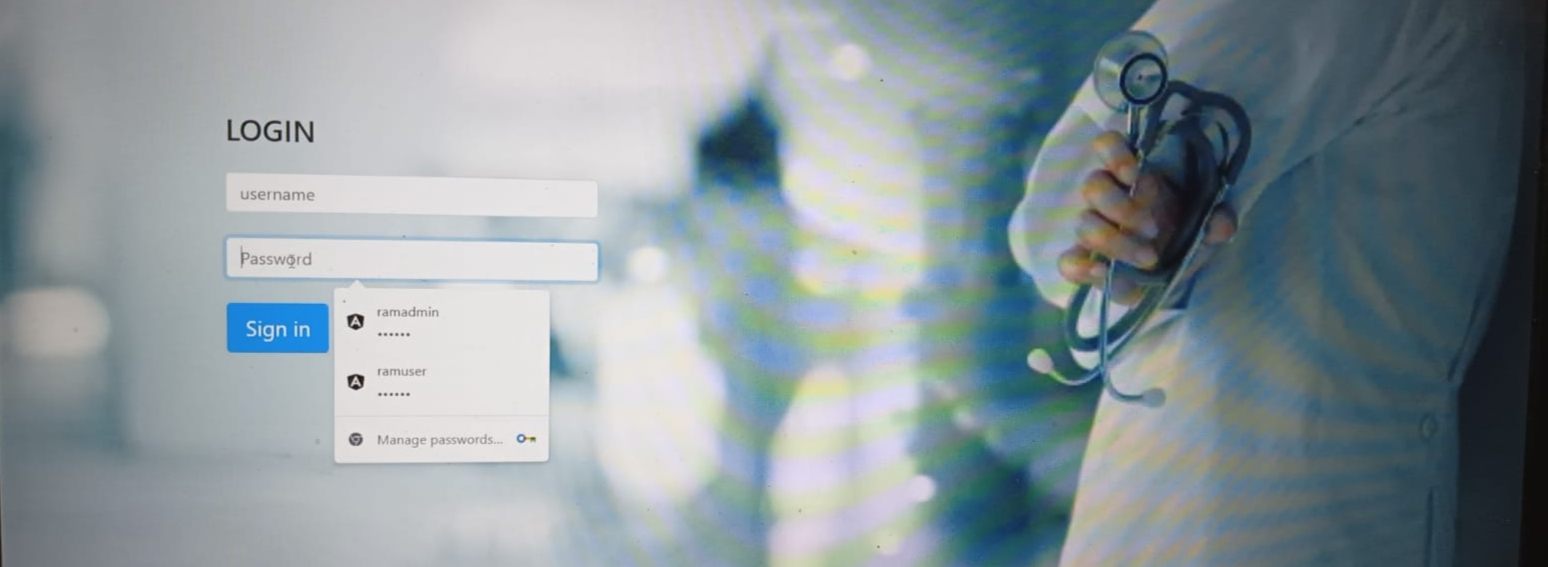 LOGIN
username
Password
Sign in
ramadmin
••••••
ramuser
••••••
Manage passwords...